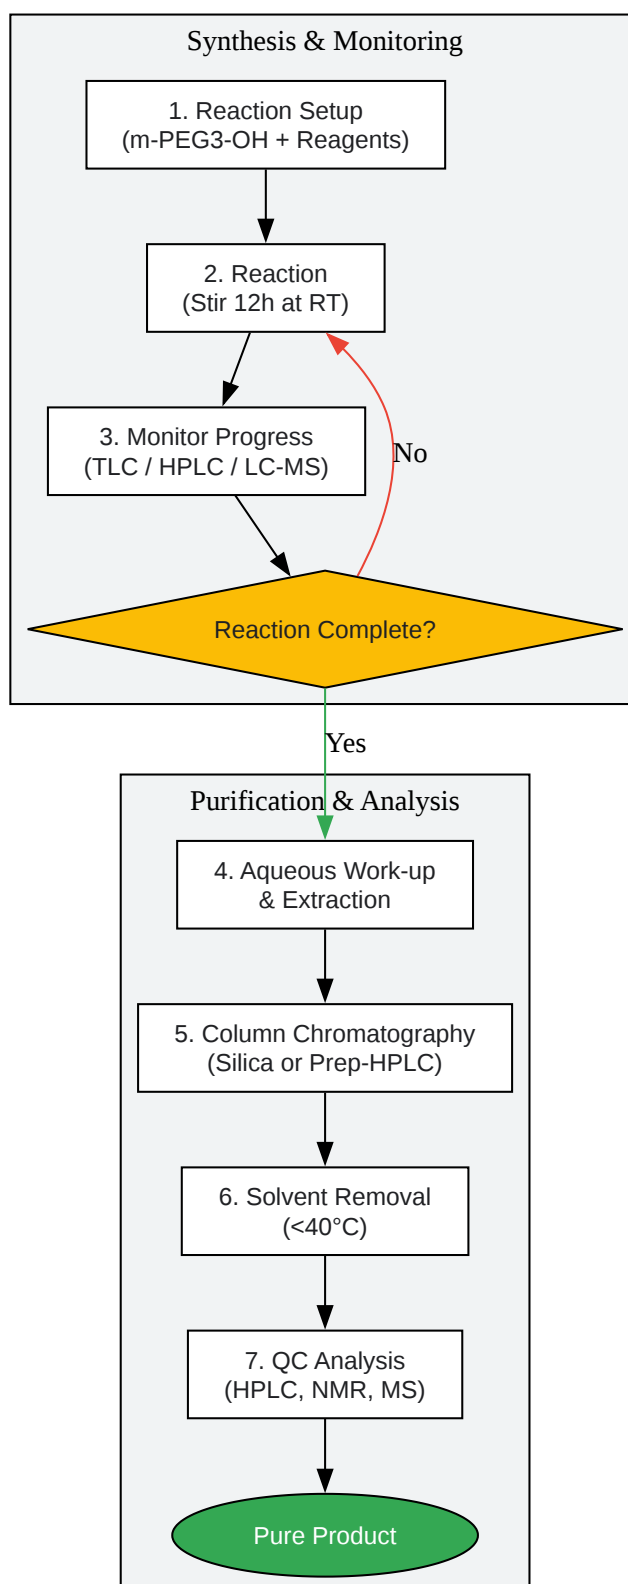 Synthesis & Monitoring
1. Reaction Setup
(m-PEG3-OH + Reagents)
2. Reaction
(Stir 12h at RT)
3. Monitor Progress
(TLC / HPLC / LC-MS)
No
Reaction Complete?
Yes
Purification & Analysis
4. Aqueous Work-up
& Extraction
5. Column Chromatography
(Silica or Prep-HPLC)
6. Solvent Removal
(<40°C)
7. QC Analysis
(HPLC, NMR, MS)
Pure Product